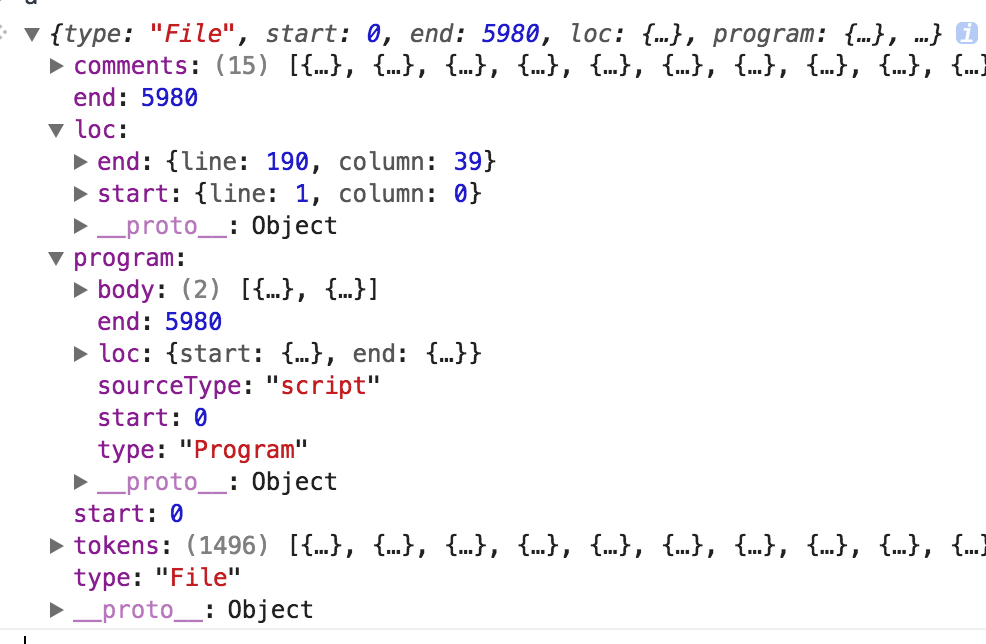 {type: "File", start: 0, end: 5980, loc: {…}, program: {…}, …} i
comments: (15) [{…}, {…}, {…}, {…}, {…}, {…}, {…}, {…}, {…}, {…}
end: 5980
loc:
end: {line: 190, column: 39}
start: {line: 1, column: 0}
__proto__: Object
program:
body: (2) [{…}, {…}]
end: 5980
loc: {start: {…}, end: {…}}
sourceType: "script"
start: 0
type: "Program"
__proto__: Object
start: 0
tokens: (1496) [{…}, {…}, {…}, {…}, {…}, {…}, {…}, {…}, {…}, {…}
type: "File"
__proto__: Object